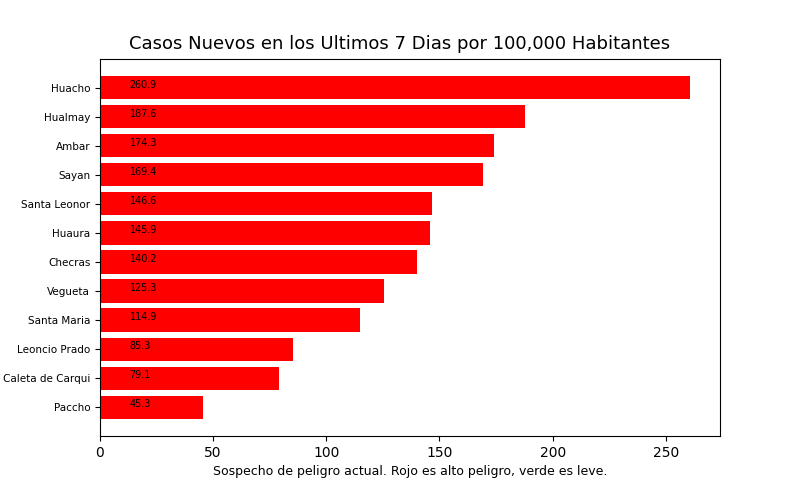 Casos Nuevos en los Ultimos 7 Dias por 100,000 Habitantes
Huacho 260.9
Hualmay 187.6
Ambar 174.3
Sayan 169.4
Santa Leonor 146.6
Huaura 145.9
Checras 140.2
Vegueta 125.3
Santa Maria 114.9
Leoncio Prado 85.3
Caleta de Carqui 79.1
Paccho 45.3
0 50 100 150 200 250
Sospecho de peligro actual. Rojo es alto peligro, verde es leve.